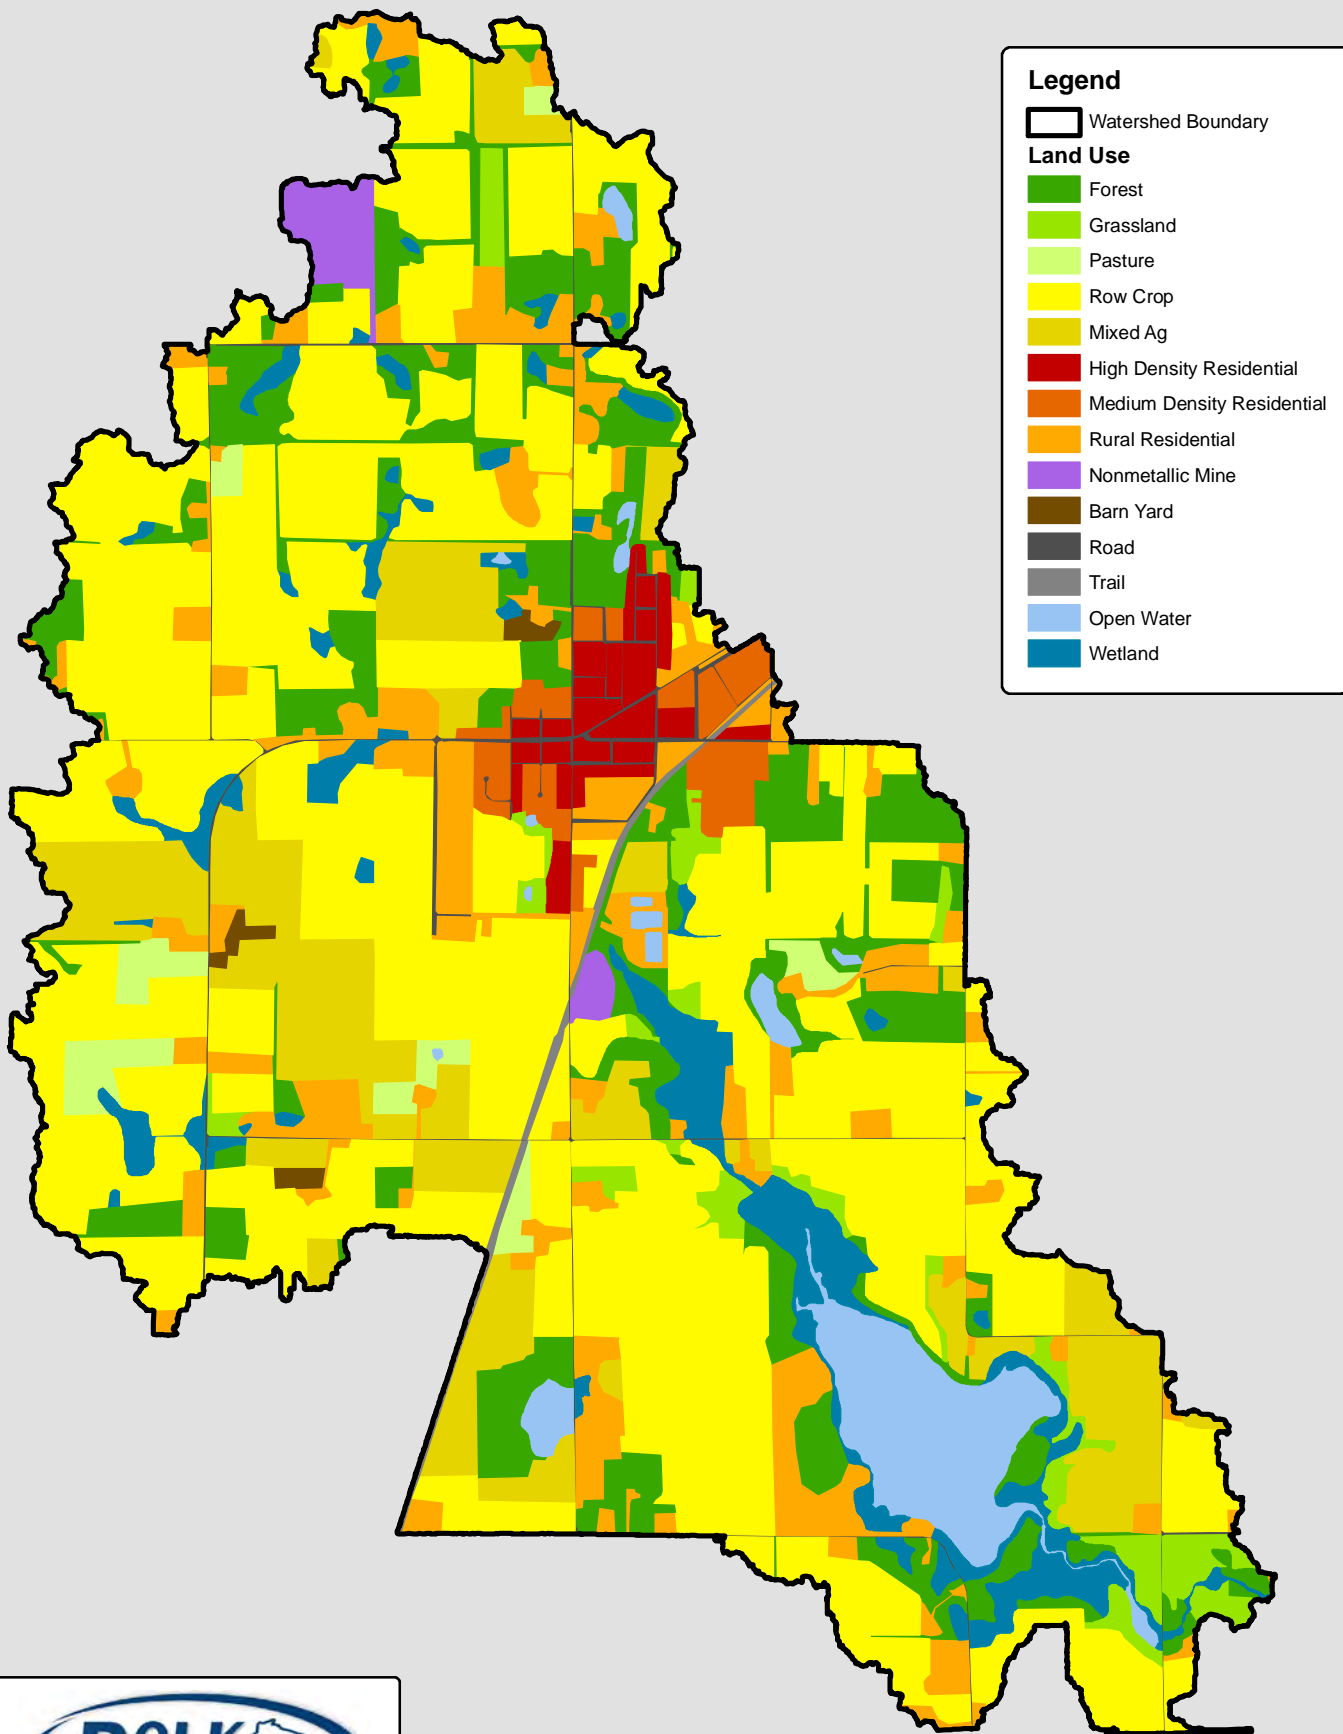 Legend
Watershed Boundary
Land Use
Forest
Grassland
Pasture
Row Crop
Mixed Ag
High Density Residential
Medium Density Residential
Rural Residential
Nonmetallic Mine
Barn Yard
Road
Trail
Open Water
Wetland
POLK